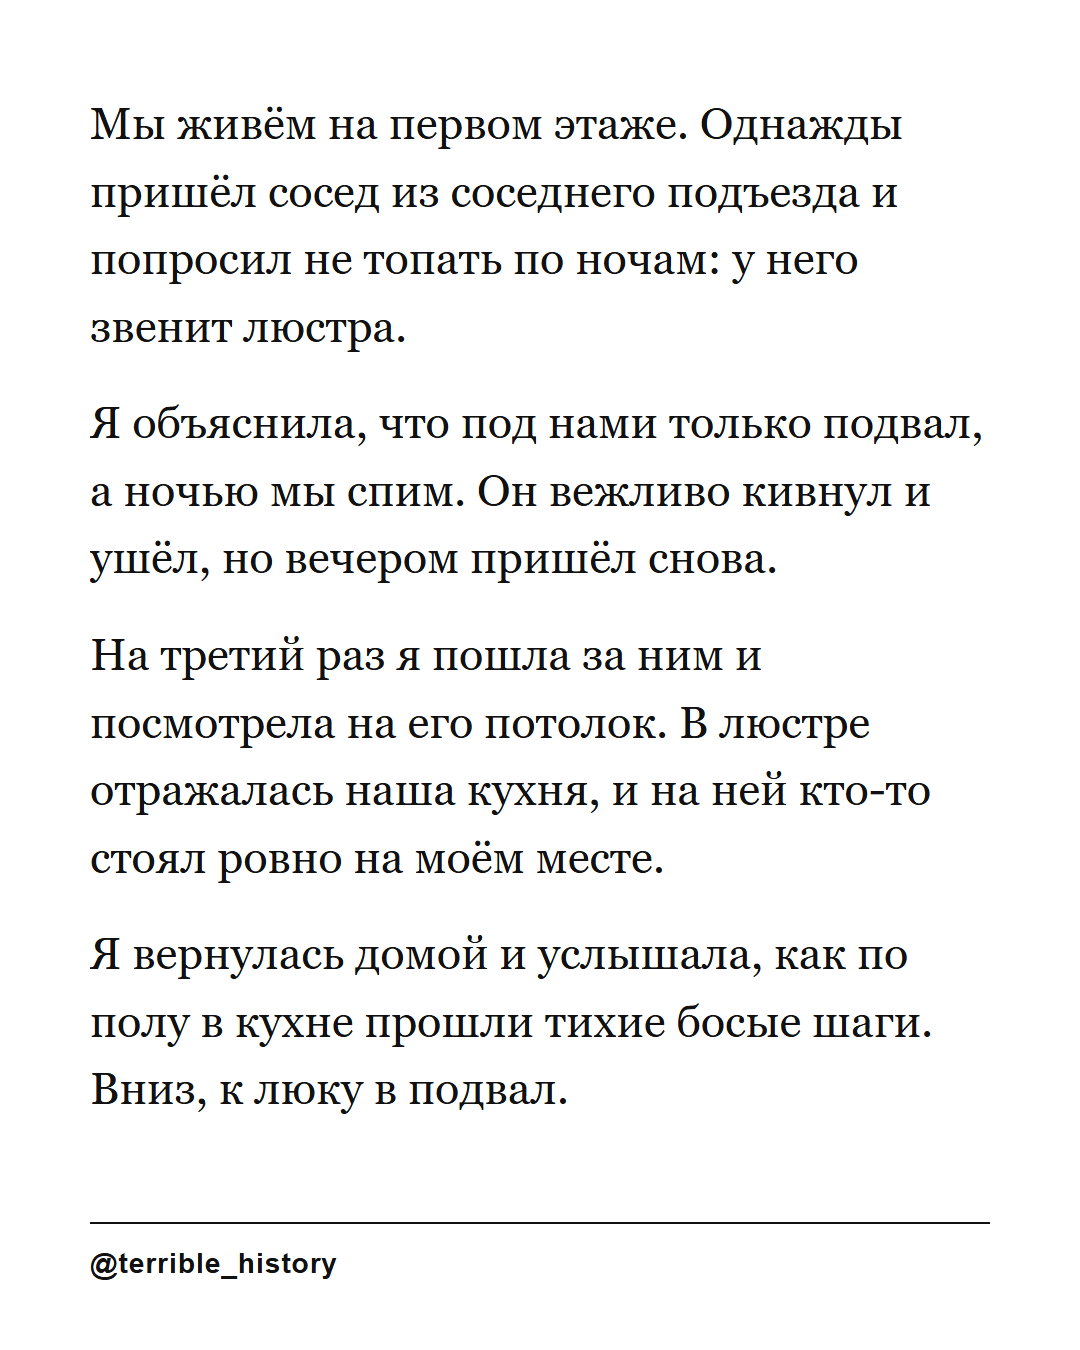 Мы живём на первом этаже. Однажды
пришёл сосед из соседнего подъезда и
попросил не топать по ночам: у него
звенит люстра.
Я объяснила, что под нами только подвал,
а ночью мы спим. Он вежливо кивнул и
ушёл, но вечером пришёл снова.
На третий раз я пошла за ним и
посмотрела на его потолок. В люстре
отражалась наша кухня, и на ней кто-то
стоял ровно на моём месте.
Я вернулась домой и услышала, как по
полу в кухне прошли тихие босые шаги.
Вниз, к люку в подвал.
@terrible_history